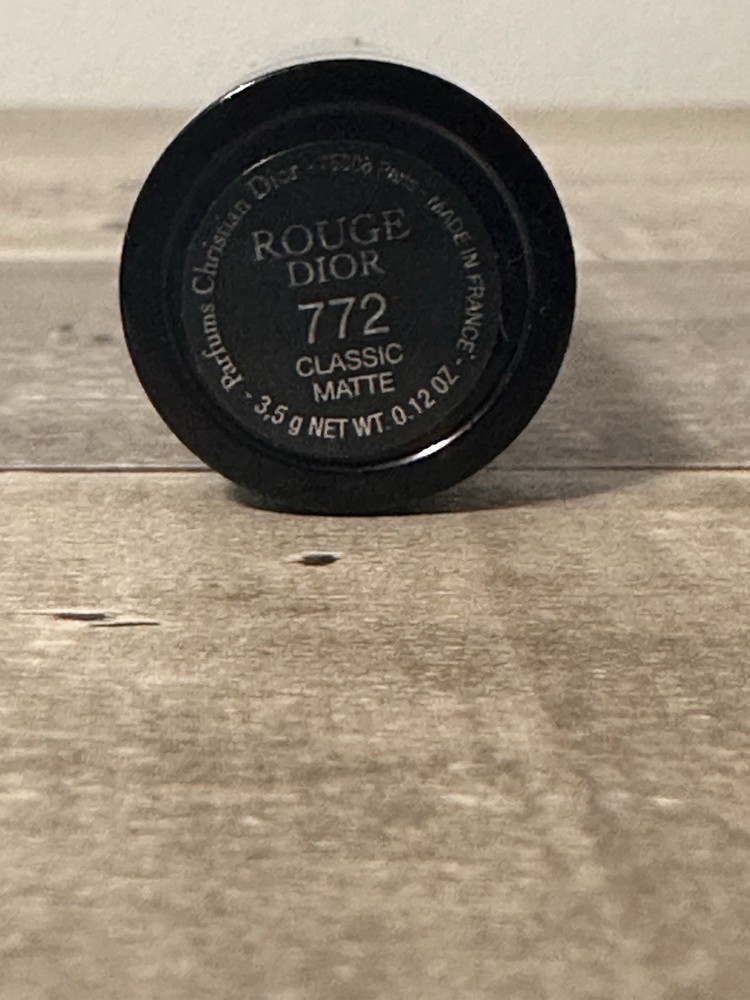 ROUGE
DIOR
772
CLASSIC
MATTE
Parfums Christian Dior - 75008 Paris - MADE IN FRANCE - 3,5 g NET WT. 0.12 OZ -